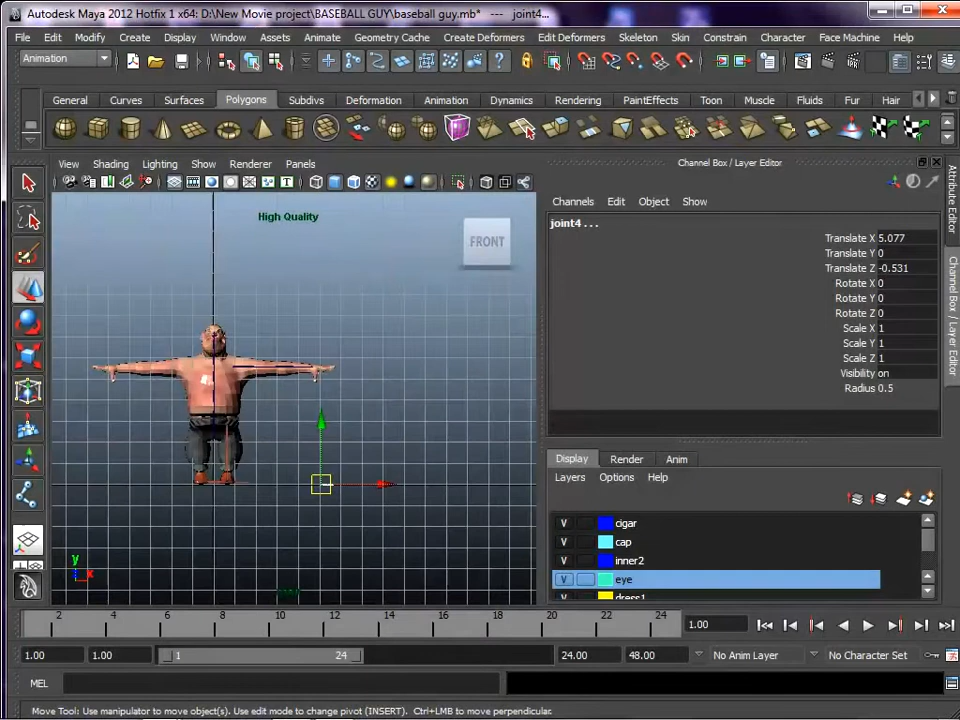 Autodesk Maya 2012 Hotfix 1 x64: D:\New Movie project\BASEBALL GUY\baseball guy.mb* --- joint4...
File Edit Modify Create Display Window Assets Animate Geometry Cache Create Deformers Edit Deformers Skeleton Skin Constrain Character Face Machine Help
Animation
General Curves Surfaces Polygons Subdivs Deformation Animation Dynamics Rendering PaintEffects Toon Muscle Fluids Fur Hair
View Shading Lighting Show Renderer Panels
Channel Box / Layer Editor
High Quality
FRONT
Channels Edit Object Show
joint4...
Translate X 5.077
Translate Y 0
Translate Z -0.531
Rotate X 0
Rotate Y 0
Rotate Z 0
Scale X 1
Scale Y 1
Scale Z 1
Visibility on
Radius 0.5
Attribute Editor
Channel Box / Layer Editor
Display Render Anim
Layers Options Help
V cigar
V cap
V inner2
V eye
V dress1
y
x
2 4 6 8 10 12 14 16 18 20 22 24
1.00
1.00 1.00 1 24 24.00 48.00 No Anim Layer No Character Set
MEL
Move Tool: Use manipulator to move object(s). Use edit mode to change pivot (INSERT). Ctrl+LMB to move perpendicular.